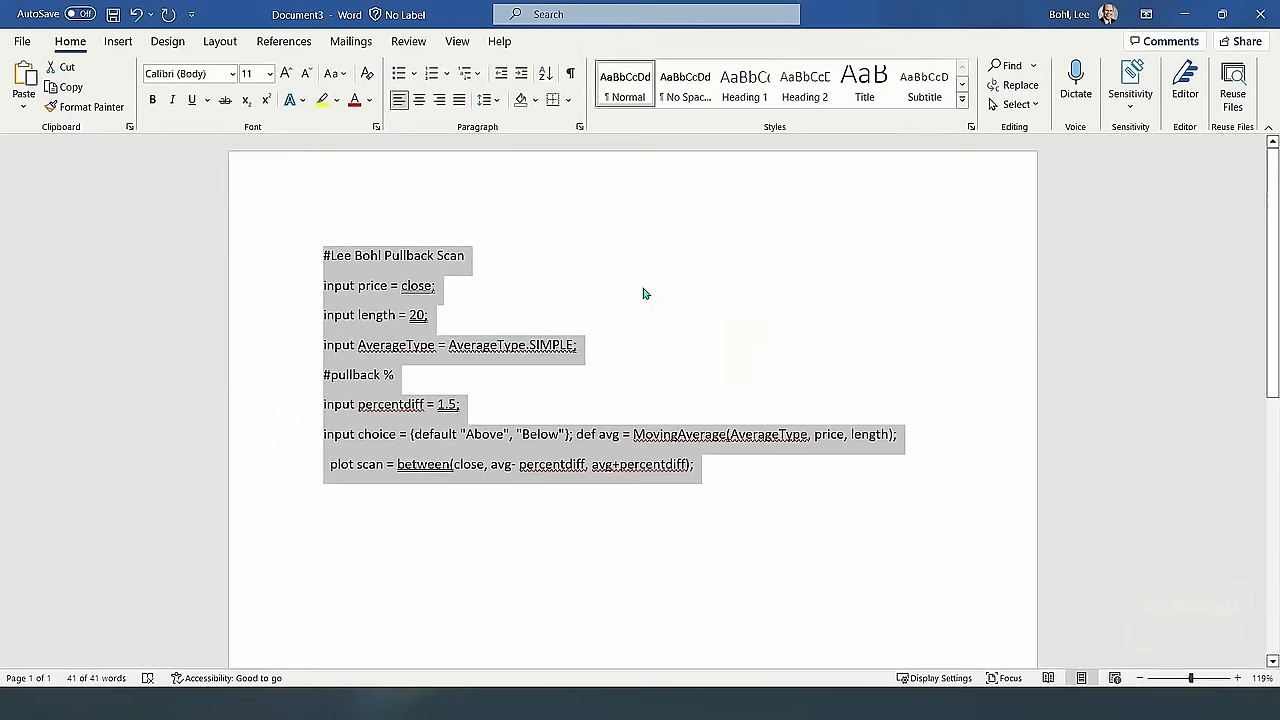 AutoSave Off Document3 - Word No Label Search Bohl, Lee
File Home Insert Draw Design Layout References Mailings Review View Help Comments Share
Paste Cut Copy Format Painter
Clipboard
Calibri (Body) 11
Font
Paragraph
AaBbCcDd AaBbCcDd AaBbCc AaBbCcD AaB AaBbCcD
¶ Normal ¶ No Spac... Heading 1 Heading 2 Title Subtitle
Styles
Find Replace Select
Editing
Dictate
Voice
Sensitivity
Sensitivity
Editor
Editor
Reuse Files
Reuse Files
#Lee Bohl Pullback Scan
input price = close;
input length = 20;
input AverageType = AverageType.SIMPLE;
#pullback %
input percentdiff = 1.5;
input choice = {default "Above", "Below"}; def avg = MovingAverage(AverageType, price, length);
plot scan = between(close, avg- percentdiff, avg+percentdiff);
Page 1 of 1 41 of 41 words Accessibility: Good to go Display Settings Focus 119%